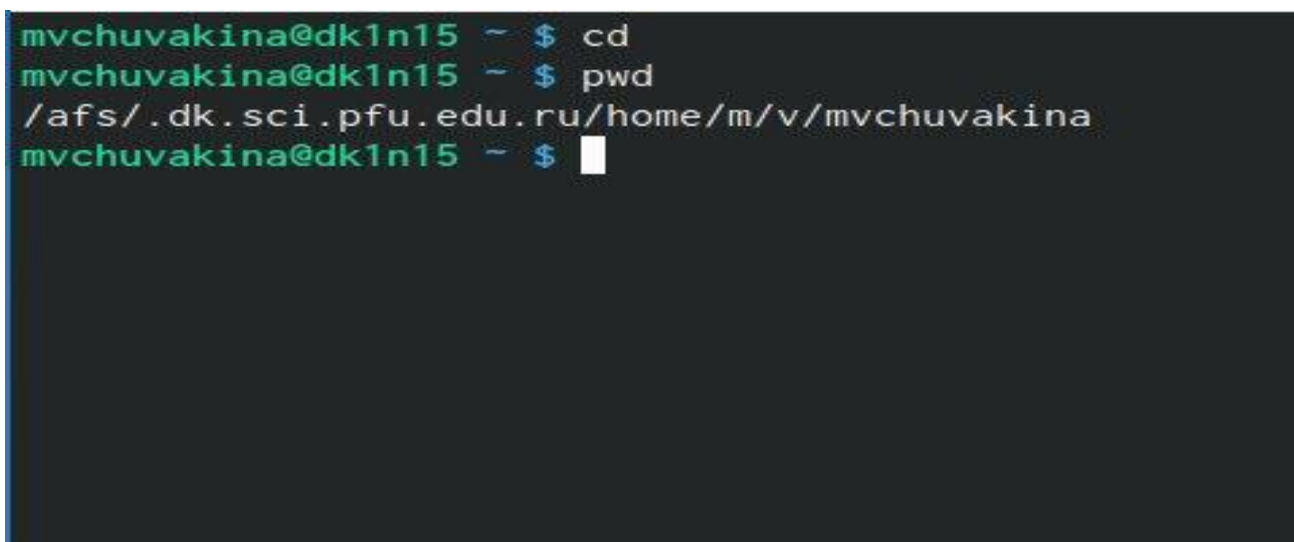 mvchuvakina@dk1n15 ~ $ cd
mvchuvakina@dk1n15 ~ $ pwd
/afs/.dk.sci.pfu.edu.ru/home/m/v/mvchuvakina
mvchuvakina@dk1n15 ~ $